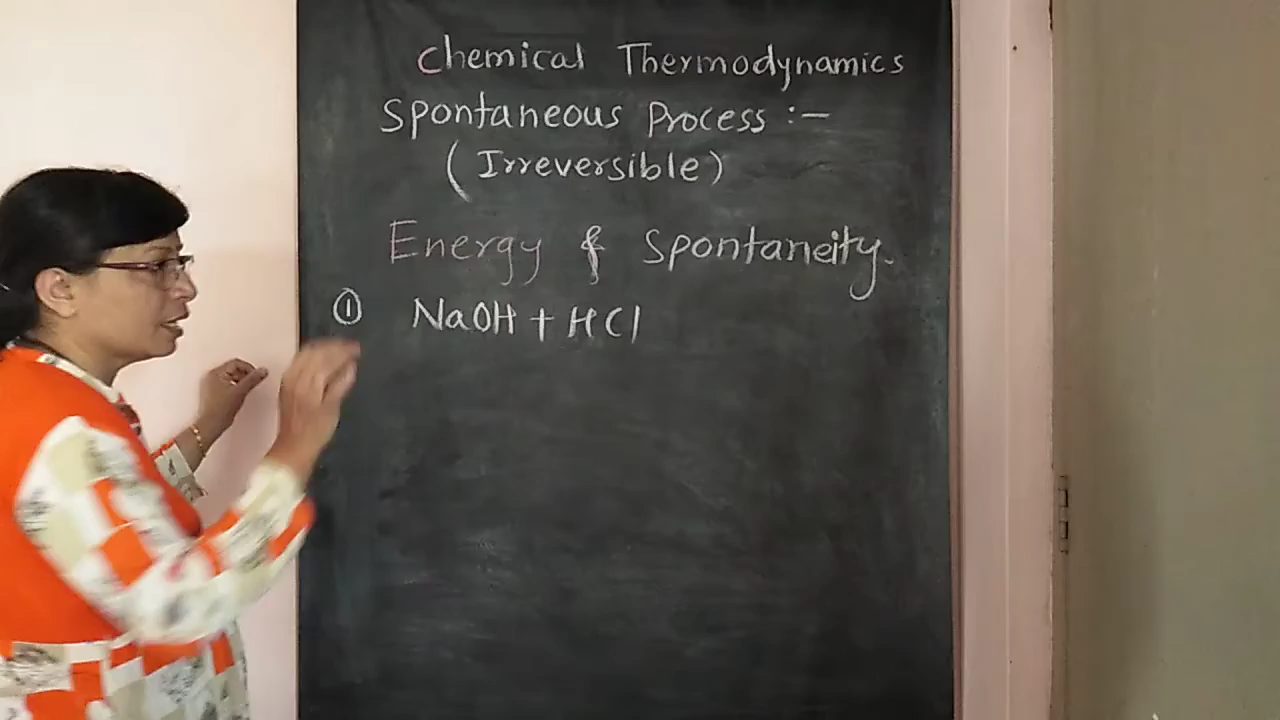 Chemical Thermodynamics
Spontaneous Process :-
(Irreversible)
Energy & Spontaneity.
① NaOH + HCl